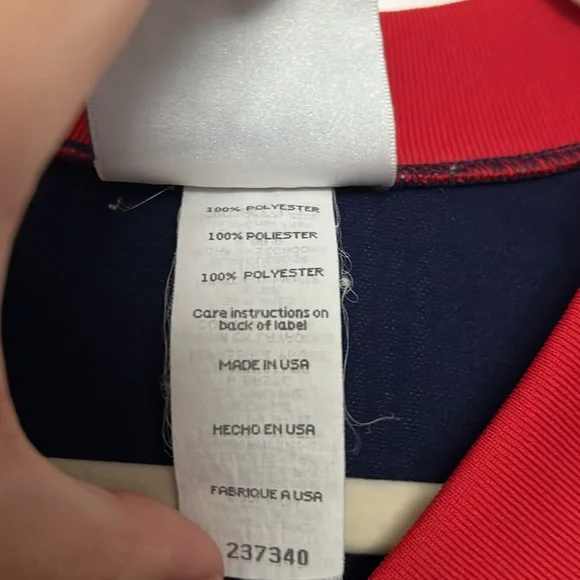 100% POLYESTER
100% POLIESTER
100% POLYESTER
Care instructions on
back of label
MADE IN USA
HECHO EN USA
FABRIQUE A USA
237340